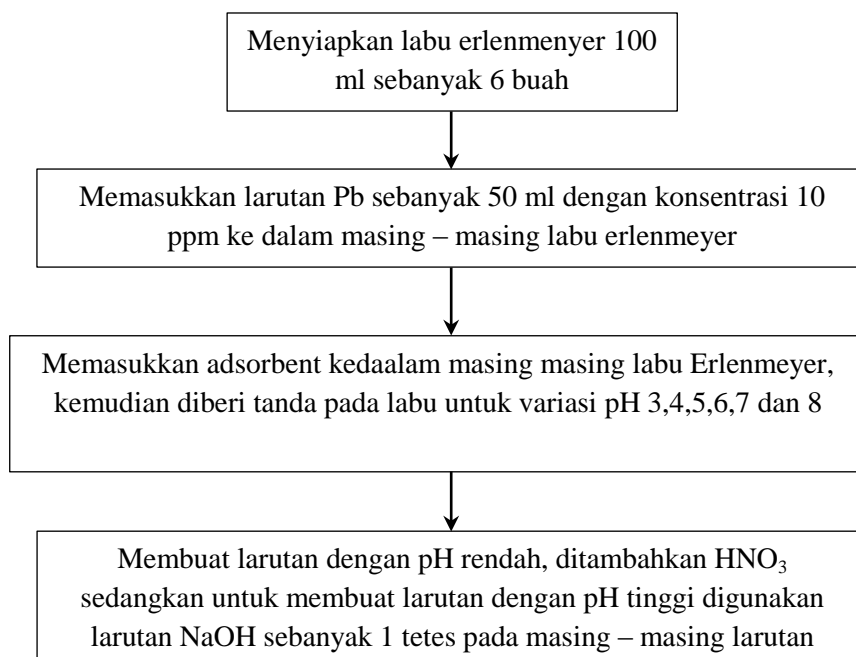 Menyiapkan labu erlenmenyer 100
ml sebanyak 6 buah
Memasukkan larutan Pb sebanyak 50 ml dengan konsentrasi 10
ppm ke dalam masing – masing labu erlenmeyer
Memasukkan adsorbent kedaalam masing masing labu Erlenmeyer,
kemudian diberi tanda pada labu untuk variasi pH 3,4,5,6,7 dan 8
Membuat larutan dengan pH rendah, ditambahkan HNO₃
sedangkan untuk membuat larutan dengan pH tinggi digunakan
larutan NaOH sebanyak 1 tetes pada masing – masing larutan